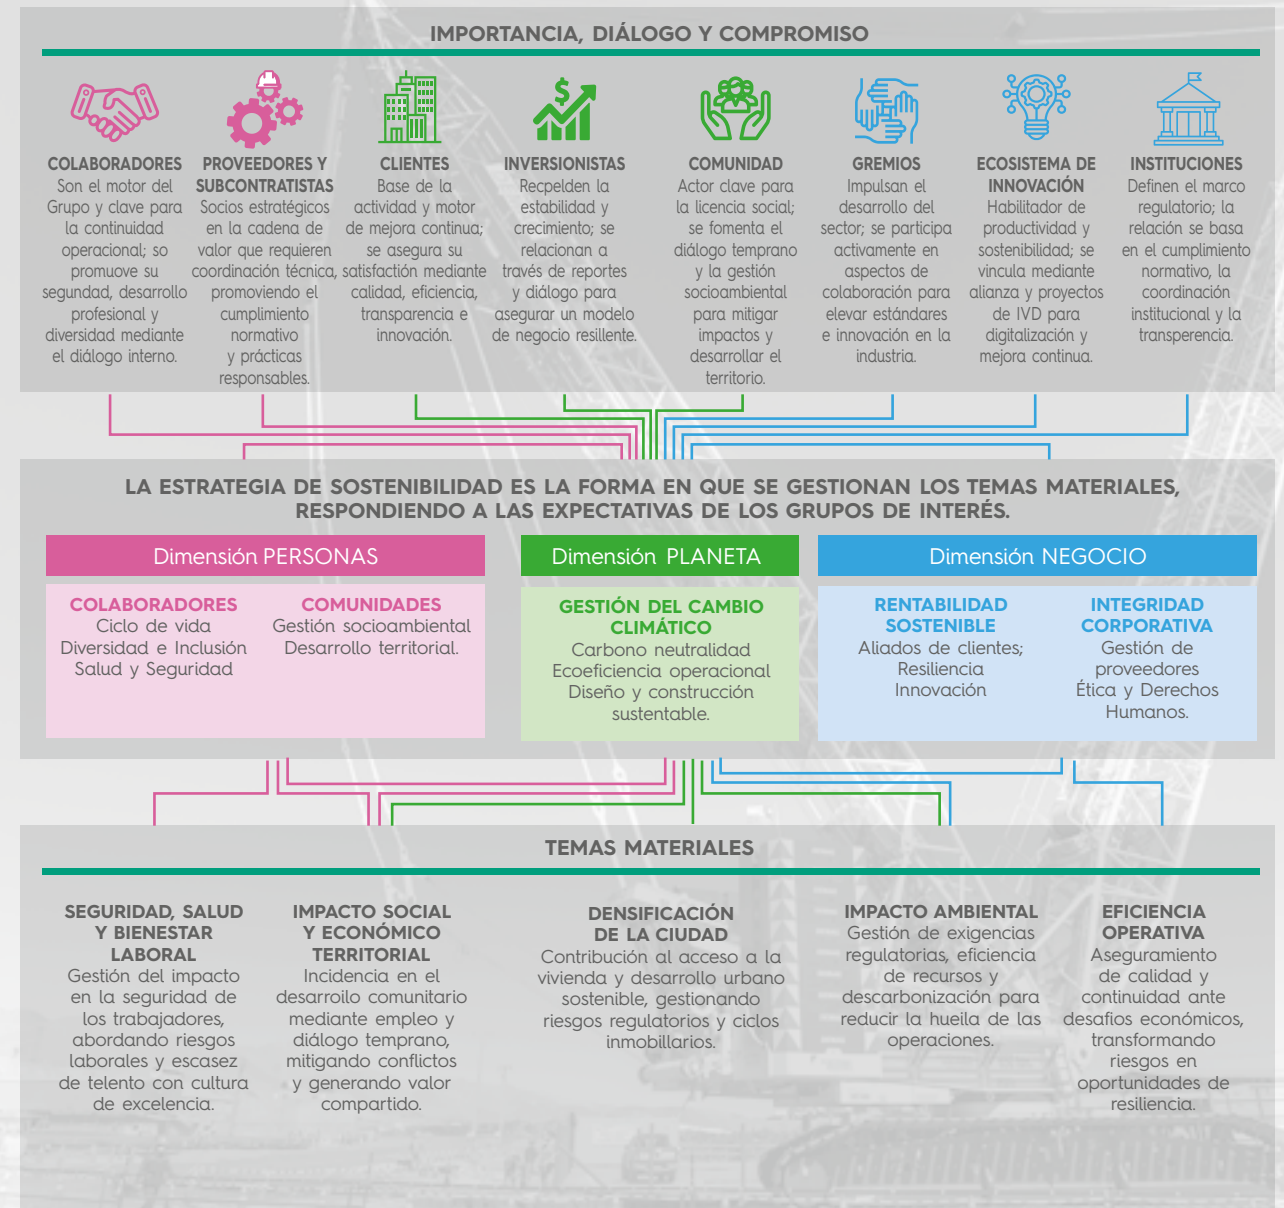 IMPORTANCIA, DIÁLOGO Y COMPROMISO
COLABORADORES
Son el motor del
Grupo y clave para
la continuidad
operacional; so
promueve su
segundad, desarrollo
profesional y
diversidad mediante
el diálogo interno.
PROVEEDORES Y
SUBCONTRATISTAS
Socios estratégicos
en la cadena de
valor que requieren
coordinación técnica,
promoviendo el
cumplimiento
normativo
y prácticas
responsables.
CLIENTES
Base de la
actividad y motor
de mejora continua;
se asegura su
satisfactión mediante
calidad, eficiencia,
transparencia e
innovación.
INVERSIONISTAS
Recpelden la
estabilidad y
crecimiento; se
relacionan a
través de reportes
y diálogo para
asegurar un modelo
de negocio resillente.
COMUNIDAD
Actor clave para
la licencia social;
se fomenta el
diálogo temprano
y la gestión
socioambiental
para mitigar
impactos y
desarrollar el
territorio.
GREMIOS
Impulsan el
desarrollo del
sector; se participa
activamente en
aspectos de
colaboración para
elevar estándares
e innovación en la
industria.
ECOSISTEMA DE
INNOVACIÓN
Habilitador de
productividad y
sostenibilidad; se
vincula mediante
alianza y proyectos
de IVD para
digitalización y
mejora continua.
INSTITUCIONES
Definen el marco
regulatorio; la
relación se basa
en el cumplimiento
normativo, la
coordinación
institucional y la
transperencia.
LA ESTRATEGIA DE SOSTENIBILIDAD ES LA FORMA EN QUE SE GESTIONAN LOS TEMAS MATERIALES,
RESPONDIENDO A LAS EXPECTATIVAS DE LOS GRUPOS DE INTERÉS.
Dimensión PERSONAS
COLABORADORES
Ciclo de vida
Diversidad e Inclusión
Salud y Seguridad
COMUNIDADES
Gestión socioambiental
Desarrollo territorial.
Dimensión PLANETA
GESTIÓN DEL CAMBIO
CLIMÁTICO
Carbono neutralidad
Ecoeficiencia operacional
Diseño y construcción
sustentable.
Dimensión NEGOCIO
RENTABILIDAD
SOSTENIBLE
Aliados de clientes;
Resiliencia
Innovación
INTEGRIDAD
CORPORATIVA
Gestión de
proveedores
Ética y Derechos
Humanos.
TEMAS MATERIALES
SEGURIDAD, SALUD
Y BIENESTAR
LABORAL
Gestión del impacto
en la seguridad de
los trabajadores,
abordando riesgos
laborales y escasez
de telento con cultura
de excelencia.
IMPACTO SOCIAL
Y ECONÓMICO
TERRITORIAL
Incidencia en el
desarroilo comunitario
mediante empleo y
diálogo temprano,
mitigando conflictos
y generando valor
compartido.
DENSIFICACIÓN
DE LA CIUDAD
Contribución al acceso a la
vivienda y desarrollo urbano
sostenible, gestionando
riesgos regulatorios y ciclos
inmobillarios.
IMPACTO AMBIENTAL
Gestión de exigencias
regulatorias, eficiencia
de recursos y
descarbonización para
reducir la hueila de las
operaciones.
EFICIENCIA
OPERATIVA
Aseguramiento
de calidad y
continuidad ante
desafios económicos,
transformando
riesgos en
oportunidades de
resiliencia.